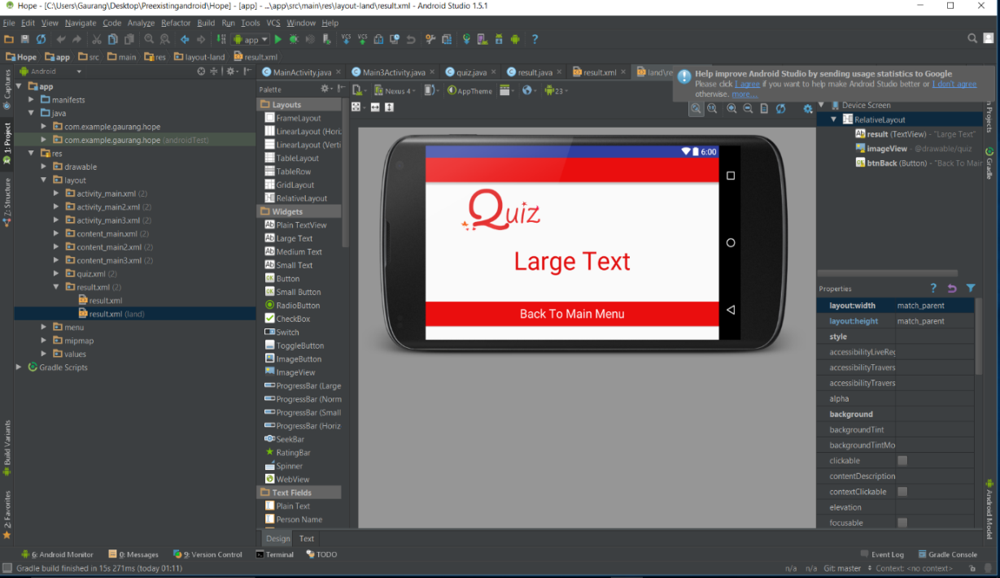 Hope - [C:\Users\Gaurang\Desktop\Preexistingandroid\Hope] - [app] - ...\app\src\main\res\layout-land\result.xml - Android Studio 1.5.1
File Edit View Navigate Code Analyze Refactor Build Run Tools VCS Window Help
app
Hope app src main res layout-land result.xml
Android
MainActivity.java Main3Activity.java quiz.java result.java result.xml
Help improve Android Studio by sending usage statistics to Google
Please click I agree if you want to help make Android Studio better or I don't agree
otherwise. more...
Captures
1: Project
2: Structure
Build Variants
2: Favorites
app
manifests
java
com.example.gaurang.hope
com.example.gaurang.hope (androidTest)
res
drawable
layout
activity_main.xml (2)
activity_main2.xml (2)
activity_main3.xml (2)
content_main.xml (2)
content_main2.xml (2)
content_main3.xml (2)
quiz.xml (2)
result.xml (2)
result.xml
result.xml (land)
menu
mipmap
values
Gradle Scripts
Palette
Layouts
FrameLayout
LinearLayout (Hori
LinearLayout (Verti
TableLayout
TableRow
GridLayout
RelativeLayout
Widgets
Plain TextView
Large Text
Medium Text
Small Text
Button
Small Button
RadioButton
CheckBox
Switch
ToggleButton
ImageButton
ImageView
ProgressBar (Large
ProgressBar (Norm
ProgressBar (Small
ProgressBar (Horiz
SeekBar
RatingBar
Spinner
WebView
Text Fields
Plain Text
Person Name
Nexus 4 AppTheme 23
6:00
Quiz
Large Text
Back To Main Menu
Device Screen
RelativeLayout
result (TextView) - "Large Text"
imageView - @drawable/quiz
btnBack (Button) - "Back To Mai
Properties
layout:width match_parent
layout:height match_parent
style
accessibilityLiveReg
accessibilityTravers
accessibilityTravers
alpha
background
backgroundTint
backgroundTintMo
clickable
contentDescription
contextClickable
elevation
focusable
Gradle
Android Model
Design Text
6: Android Monitor 0: Messages 9: Version Control Terminal TODO Event Log Gradle Console
Gradle build finished in 15s 271ms (today 01:11) n/a n/a Git: master Context: <no context>